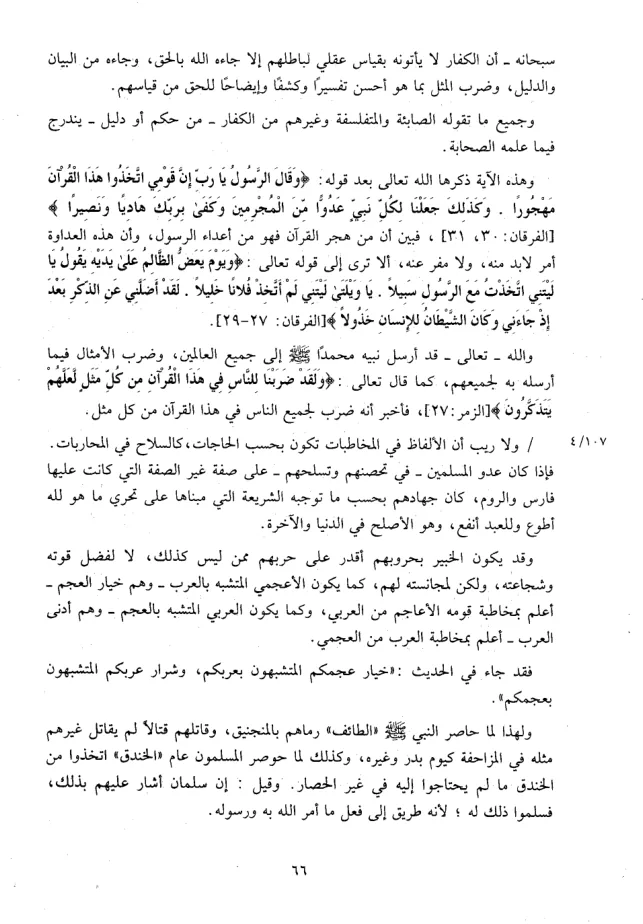 سبحانه ـ أن الكفار لا يأتونه بقياس عقلي لباطلهم إلا جاءه الله بالحق، وجاءه من البيان
والدليل، وضرب المثل بما هو أحسن تفسيرًا وكشفًا وإيضاحًا للحق من قياسهم.
وجميع ما تقوله الصابئة والمتفلسفة وغيرهم من الكفار ـ من حكم أو دليل ـ يندرج
فيما علمه الصحابة.
وهذه الآية ذكرها الله تعالى بعد قوله: ﴿وَقَالَ الرَّسُولُ يَا رَبِّ إِنَّ قَوْمِي اتَّخَذُوا هَذَا الْقُرْآنَ
مَهْجُورًا . وَكَذَلِكَ جَعَلْنَا لِكُلِّ نَبِيٍّ عَدُوًّا مِّنَ الْمُجْرِمِينَ وَكَفَىٰ بِرَبِّكَ هَادِيًا وَنَصِيرًا ﴾
[الفرقان: ٣٠، ٣١] ، فبين أن من هجر القرآن فهو من أعداء الرسول، وأن هذه العداوة
أمر لابد منه، ولا مفر عنه، ألا ترى إلى قوله تعالى :﴿وَيَوْمَ يَعَضُّ الظَّالِمُ عَلَىٰ يَدَيْهِ يَقُولُ يَا
لَيْتَنِي اتَّخَذْتُ مَعَ الرَّسُولِ سَبِيلاً . يَا وَيْلَتَىٰ لَيْتَنِي لَمْ أَتَّخِذْ فُلانًا خَلِيلاً . لَقَدْ أَضَلَّنِي عَنِ الذِّكْرِ بَعْدَ
إِذْ جَاءَنِي وَكَانَ الشَّيْطَانُ لِلإِنسَانِ خَذُولاً ﴾[الفرقان: ٢٧-٢٩].
والله ـ تعالى ـ قد أرسل نبيه محمدًا ﷺ إلى جميع العالمين، وضرب الأمثال فيما
أرسله به لجميعهم، كما قال تعالى :﴿وَلَقَدْ ضَرَبْنَا لِلنَّاسِ فِي هَذَا الْقُرْآنِ مِن كُلِّ مَثَلٍ لَّعَلَّهُمْ
يَتَذَكَّرُونَ ﴾[الزمر:٢٧]، فأخبر أنه ضرب لجميع الناس في هذا القرآن من كل مثل.
٤/١٠٧ / ولا ريب أن الألفاظ في المخاطبات تكون بحسب الحاجات،كالسلاح في المحاربات.
فإذا كان عدو المسلمين ـ في تحصنهم وتسلحهم ـ على صفة غير الصفة التي كانت عليها
فارس والروم، كان جهادهم بحسب ما توجبه الشريعة التي مبناها على تحري ما هو لله
أطوع وللعبد أنفع، وهو الأصلح في الدنيا والآخرة.
وقد يكون الخبير بحروبهم أقدر على حربهم ممن ليس كذلك، لا لفضل قوته
وشجاعته، ولكن لمجانسته لهم، كما يكون الأعجمي المتشبه بالعرب ـ وهم خيار العجم ـ
أعلم بمخاطبة قومه الأعاجم من العربي، وكما يكون العربي المتشبه بالعجم ـ وهم أدنى
العرب ـ أعلم بمخاطبة العرب من العجمي.
فقد جاء في الحديث :«خيار عجمكم المتشبهون بعربكم، وشرار عربكم المتشبهون
بعجمكم».
ولهذا لما حاصر النبي ﷺ «الطائف» رماهم بالمنجنيق، وقاتلهم قتالاً لم يقاتل غيرهم
مثله في المزاحفة كيوم بدر وغيره، وكذلك لما حوصر المسلمون عام «الخندق» اتخذوا من
الخندق ما لم يحتاجوا إليه في غير الحصار. وقيل : إن سلمان أشار عليهم بذلك،
فسلموا ذلك له ؛ لأنه طريق إلى فعل ما أمر الله به ورسوله.
٦٦